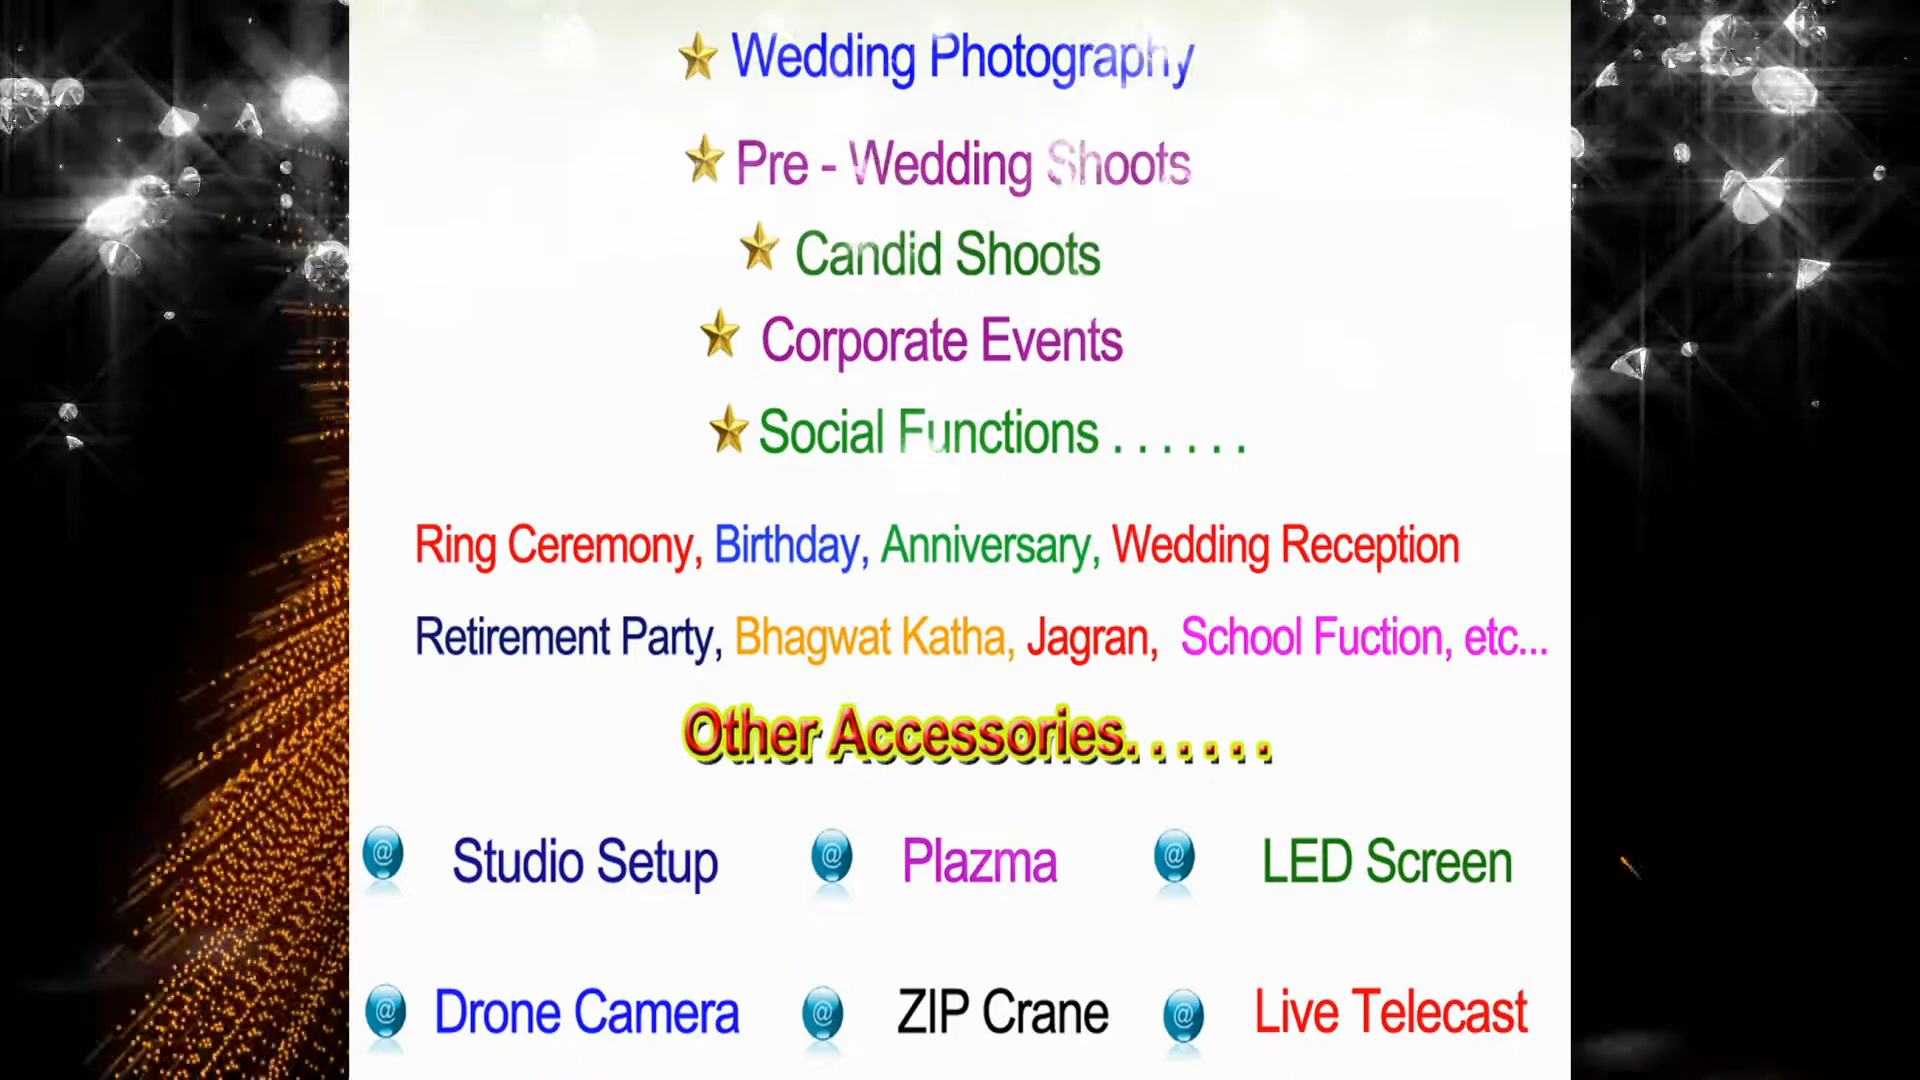 Wedding Photography
Pre - Wedding Shoots
Candid Shoots
Corporate Events
Social Functions . . . . . .
Ring Ceremony, Birthday, Anniversary, Wedding Reception
Retirement Party, Bhagwat Katha, Jagran, School Fuction, etc...
Other Accessories. . . . . .
@ Studio Setup @ Plazma @ LED Screen
@ Drone Camera @ ZIP Crane @ Live Telecast